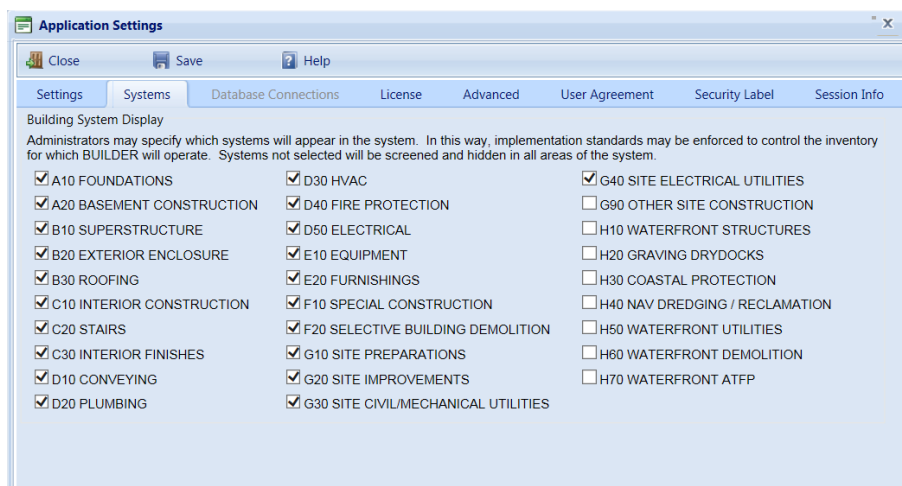 Application Settings
x
Close Save Help
Settings Systems Database Connections License Advanced User Agreement Security Label Session Info
Building System Display
Administrators may specify which systems will appear in the system. In this way, implementation standards may be enforced to control the inventory
for which BUILDER will operate. Systems not selected will be screened and hidden in all areas of the system.
A10 FOUNDATIONS
A20 BASEMENT CONSTRUCTION
B10 SUPERSTRUCTURE
B20 EXTERIOR ENCLOSURE
B30 ROOFING
C10 INTERIOR CONSTRUCTION
C20 STAIRS
C30 INTERIOR FINISHES
D10 CONVEYING
D20 PLUMBING
D30 HVAC
D40 FIRE PROTECTION
D50 ELECTRICAL
E10 EQUIPMENT
E20 FURNISHINGS
F10 SPECIAL CONSTRUCTION
F20 SELECTIVE BUILDING DEMOLITION
G10 SITE PREPARATIONS
G20 SITE IMPROVEMENTS
G30 SITE CIVIL/MECHANICAL UTILITIES
G40 SITE ELECTRICAL UTILITIES
G90 OTHER SITE CONSTRUCTION
H10 WATERFRONT STRUCTURES
H20 GRAVING DRYDOCKS
H30 COASTAL PROTECTION
H40 NAV DREDGING / RECLAMATION
H50 WATERFRONT UTILITIES
H60 WATERFRONT DEMOLITION
H70 WATERFRONT ATFP